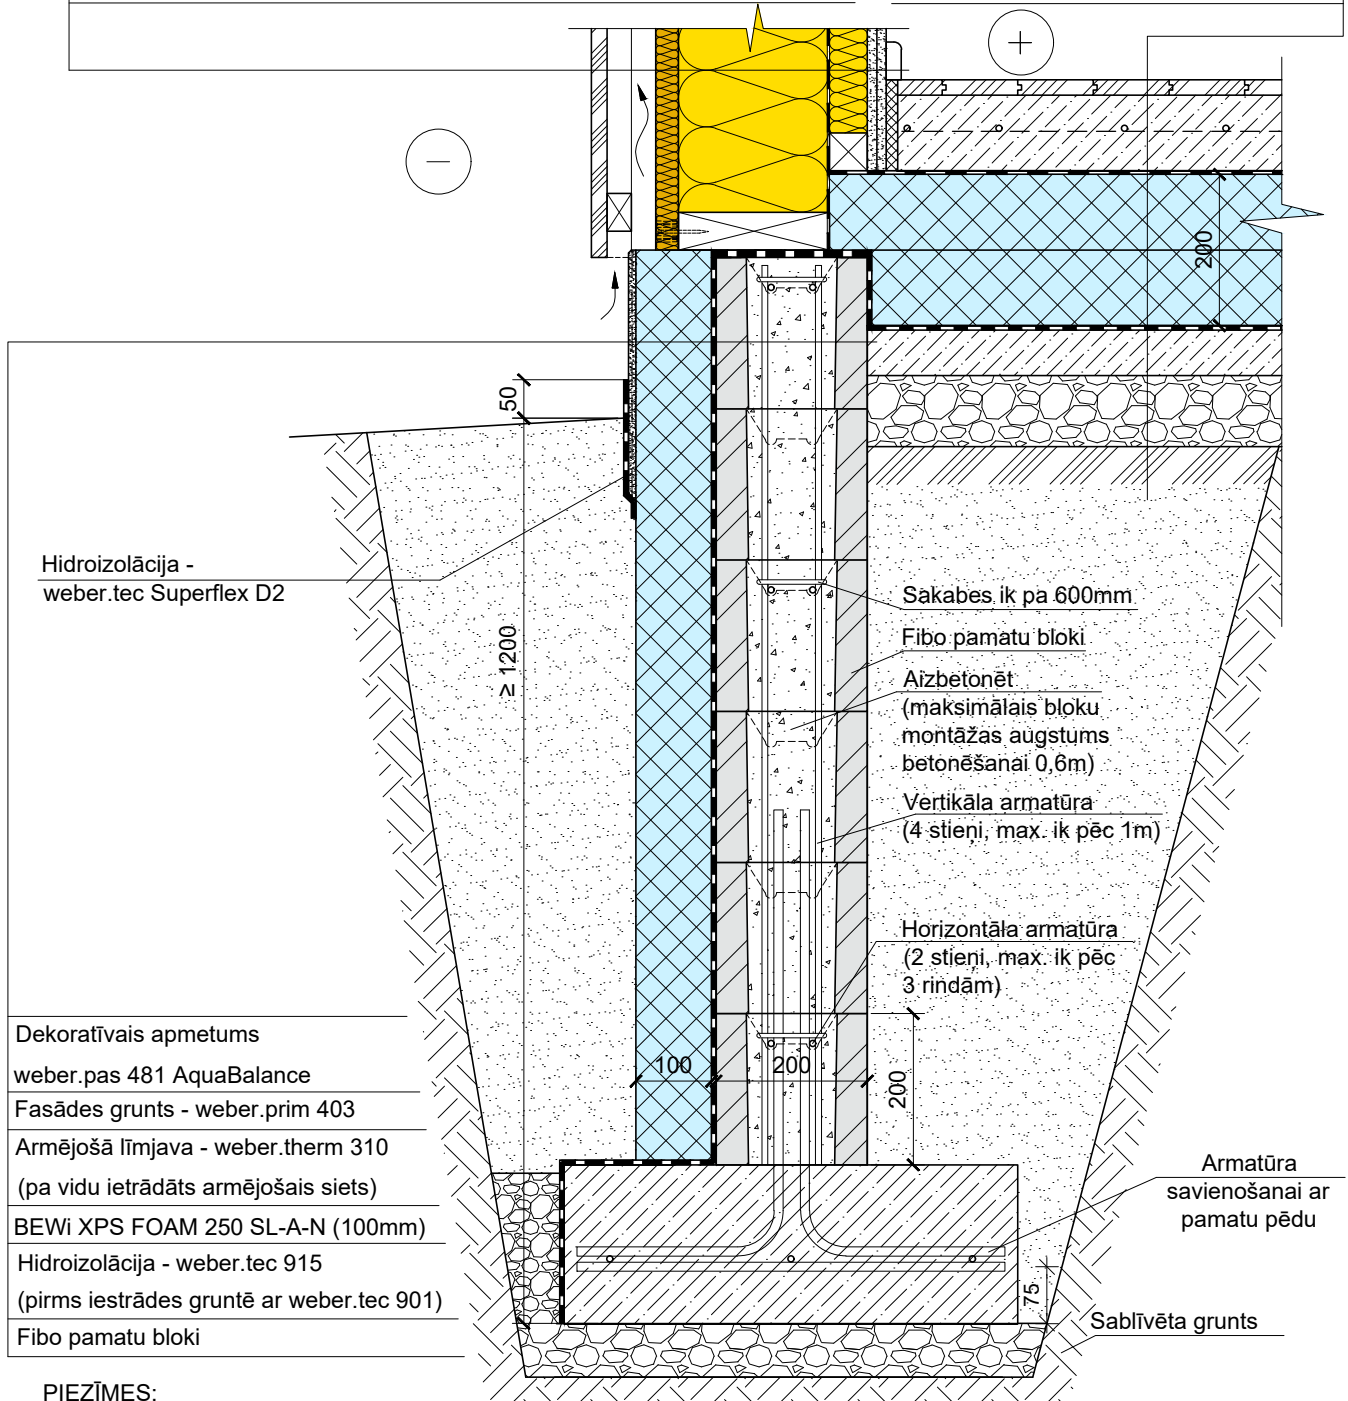 +
−
200
50
Hidroizolācija -
weber.tec Superflex D2
≥ 1200
Sakabes ik pa 600mm
Fibo pamatu bloki
Aizbetonēt
(maksimālais bloku
montāžas augstums
betonēšanai 0,6m)
Vertikāla armatūra
(4 stieņi, max. ik pēc 1m)
Horizontāla armatūra
(2 stieņi, max. ik pēc
3 rindām)
100
200
200
Dekoratīvais apmetums
weber.pas 481 AquaBalance
Fasādes grunts - weber.prim 403
Armējošā līmjava - weber.therm 310
(pa vidu ietrādāts armējošais siets)
BEWi XPS FOAM 250 SL-A-N (100mm)
Hidroizolācija - weber.tec 915
(pirms iestrādes gruntē ar weber.tec 901)
Fibo pamatu bloki
Armatūra
savienošanai ar
pamatu pēdu
75
Sablīvēta grunts
PIEZĪMES: